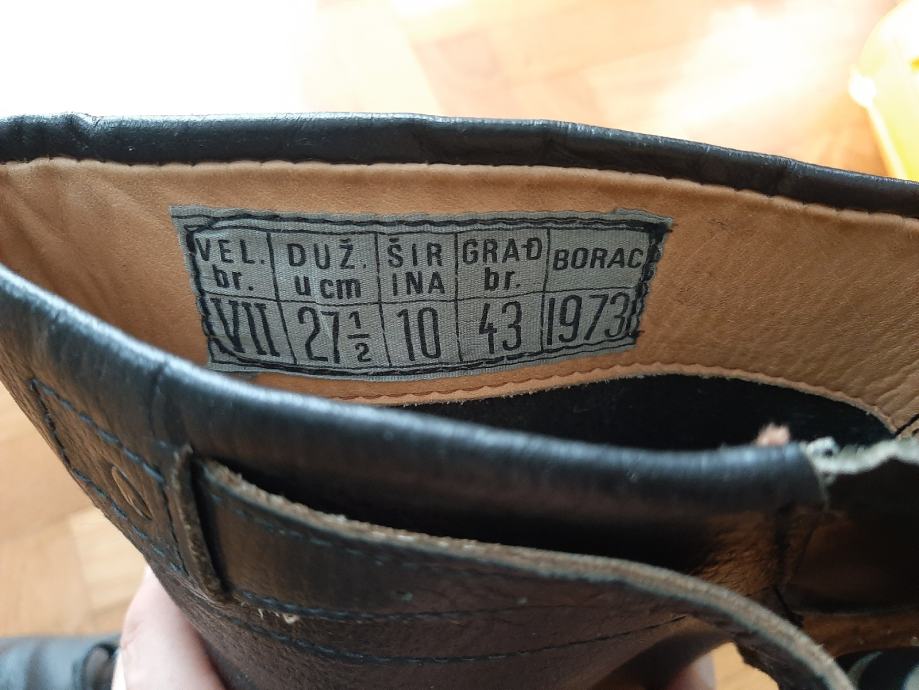 VEL. DUŽ. ŠIR GRAĐ BORAC
br. u cm INA br.
VII 27 1/2 10 43 1973